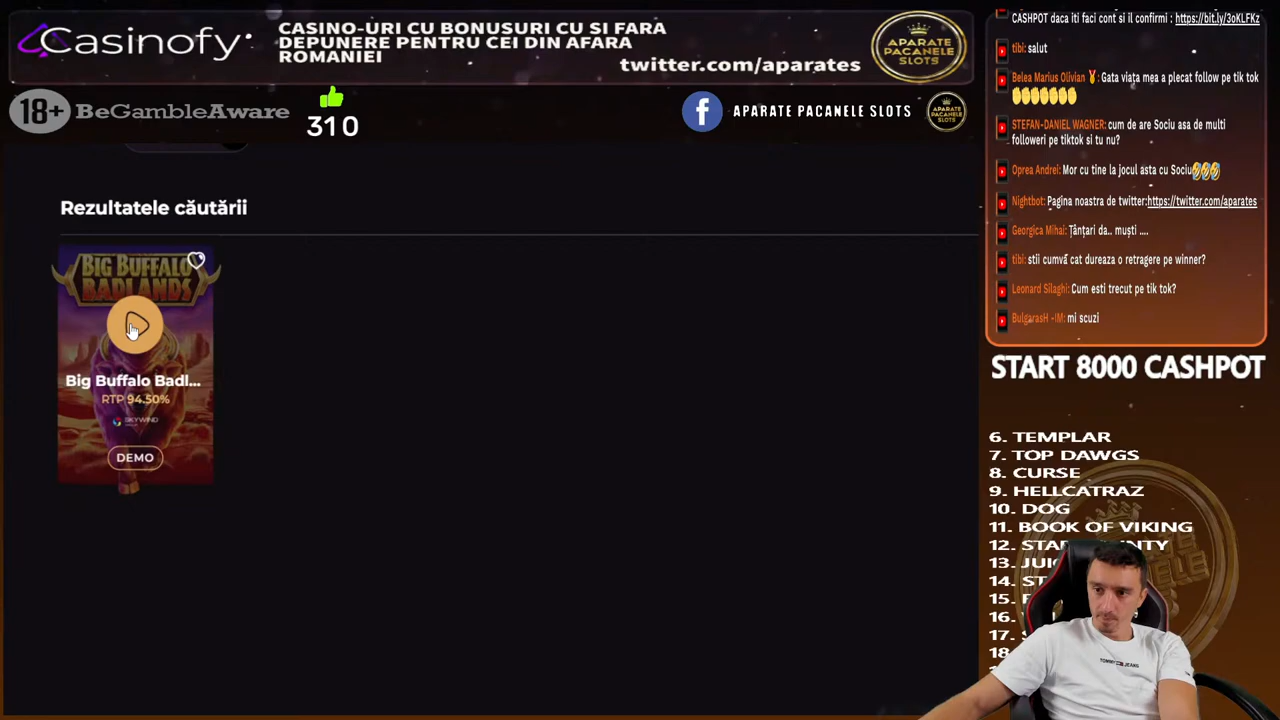 Casinofy
CASINO-URI CU BONUSURI CU SI FARA
DEPUNERE PENTRU CEI DIN AFARA
ROMANIEI
twitter.com/aparates
APARATE
PACANELE
SLOTS
18+ BeGambleAware
310
f APARATE PACANELE SLOTS
Rezultatele căutării
BIG BUFFALO
BADLANDS
Big Buffalo Badl...
RTP 94.50%
SKYWIND
DEMO
CASHPOT daca iti faci cont si il confirmi : https://bit.ly/3oKLFKz
tibi: salut
Belea Marius Olivian: Gata viața mea a plecat follow pe tik tok
STEFAN-DANIEL WAGNER: cum de are Sociu asa de multi
followeri pe tiktok si tu nu?
Oprea Andrei: Mor cu tine la jocul asta cu Sociu
Nightbot: Pagina noastra de twitter:https://twitter.com/aparates
Georgica Mihai: Țânțari da.. muști ....
tibi: stii cumvă cat dureaza o retragere pe winner?
Leonard Silaghi: Cum esti trecut pe tik tok?
BulgarasH -IM: mi scuzi
START 8000 CASHPOT
6. TEMPLAR
7. TOP DAWGS
8. CURSE
9. HELLCATRAZ
10. DOG
11. BOOK OF VIKING
12.
13.
14.
15.
16.
17.
TOMMY JEANS